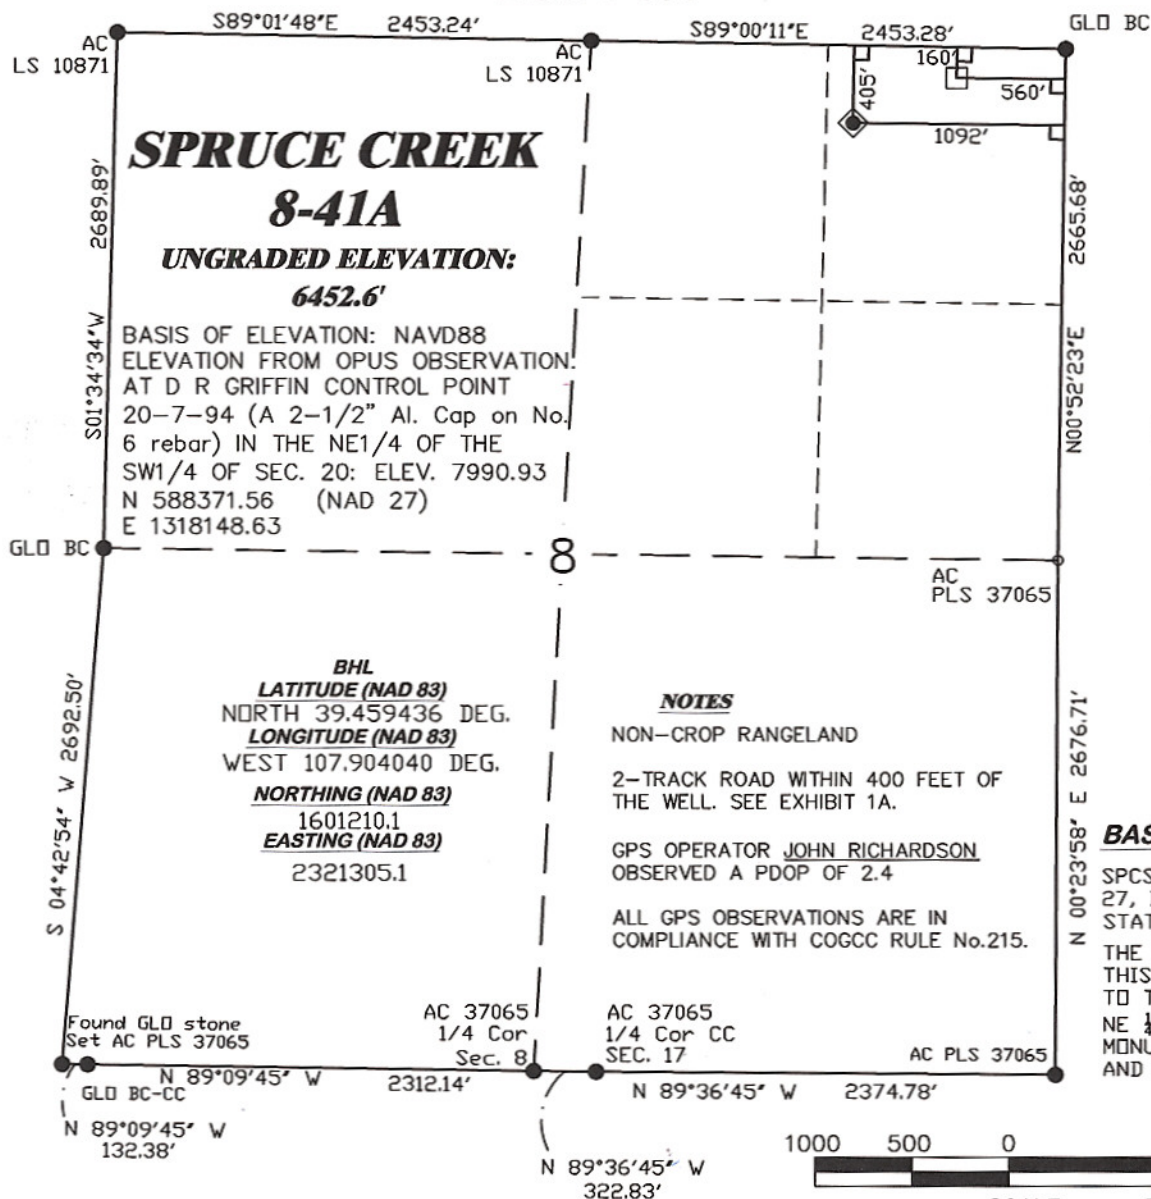 S89°01'48"E 2453.24'
S89°00'11"E 2453.28'
GLO BC
AC
LS 10871
AC
LS 10871
160'
560'
405'
1092'
SPRUCE CREEK
8-41A
UNGRADED ELEVATION:
6452.6'
2689.89'
S01°34'34"W
2665.68'
N00°52'23"E
BASIS OF ELEVATION: NAVD88
ELEVATION FROM OPUS OBSERVATION.
AT D R GRIFFIN CONTROL POINT
20-7-94 (A 2-1/2" Al. Cap on No.
6 rebar) IN THE NE1/4 OF THE
SW1/4 OF SEC. 20: ELEV. 7990.93
N 588371.56 (NAD 27)
E 1318148.63
GLO BC
8
AC
PLS 37065
BHL
LATITUDE (NAD 83)
NORTH 39.459436 DEG.
LONGITUDE (NAD 83)
WEST 107.904040 DEG.
NORTHING (NAD 83)
1601210.1
EASTING (NAD 83)
2321305.1
NOTES
NON-CROP RANGELAND
2-TRACK ROAD WITHIN 400 FEET OF
THE WELL. SEE EXHIBIT 1A.
GPS OPERATOR JOHN RICHARDSON
OBSERVED A PDOP OF 2.4
ALL GPS OBSERVATIONS ARE IN
COMPLIANCE WITH COGCC RULE No.215.
S 04°42'54" W 2692.50'
N 00°23'58" E 2676.71'
BAS
SPCS
27,
STAT
THE
THIS
TO T
NE
MONU
AND
Found GLO stone
Set AC PLS 37065
AC 37065
1/4 Cor
Sec. 8
AC 37065
1/4 Cor CC
SEC. 17
AC PLS 37065
N 89°09'45" W 2312.14'
GLO BC-CC
N 89°36'45" W 2374.78'
N 89°09'45" W
132.38'
N 89°36'45" W
322.83'
1000 500 0